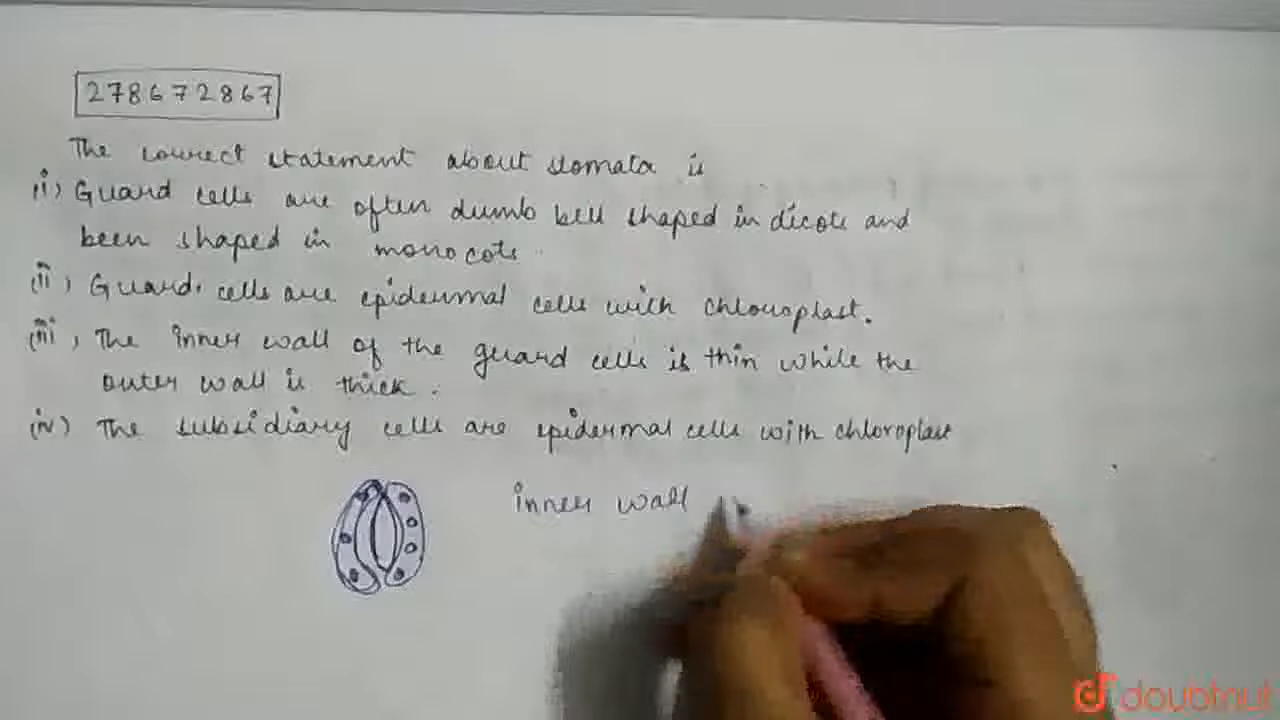 278672867
The correct statement about stomata is
(i) Guard cells are often dumb bell shaped in dicots and
been shaped in monocots.
(ii) Guard cells are epidermal cells with chloroplast.
(iii) The inner wall of the guard cells is thin while the
outer wall is thick.
(iv) The subsidiary cells are epidermal cells with chloroplast
inner wall
doubtnut